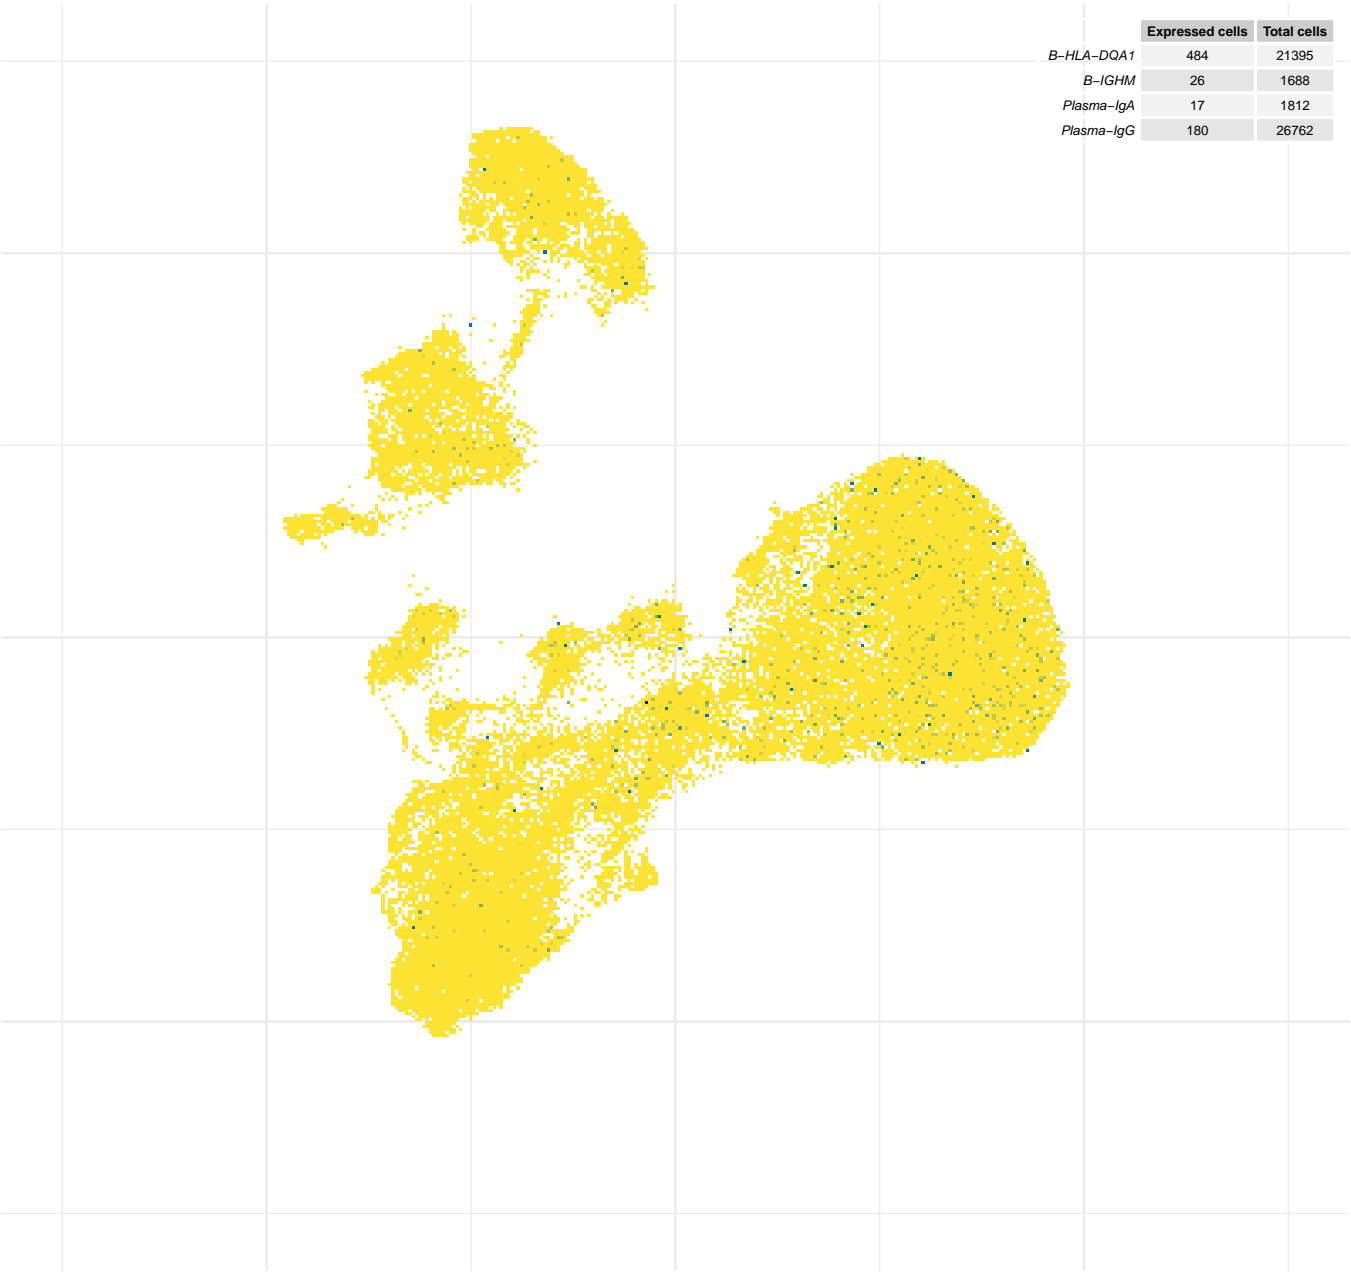 Expressed cells Total cells
B−HLA−DQA1 484 21395
B−IGHM 26 1688
Plasma−IgA 17 1812
Plasma−IgG 180 26762